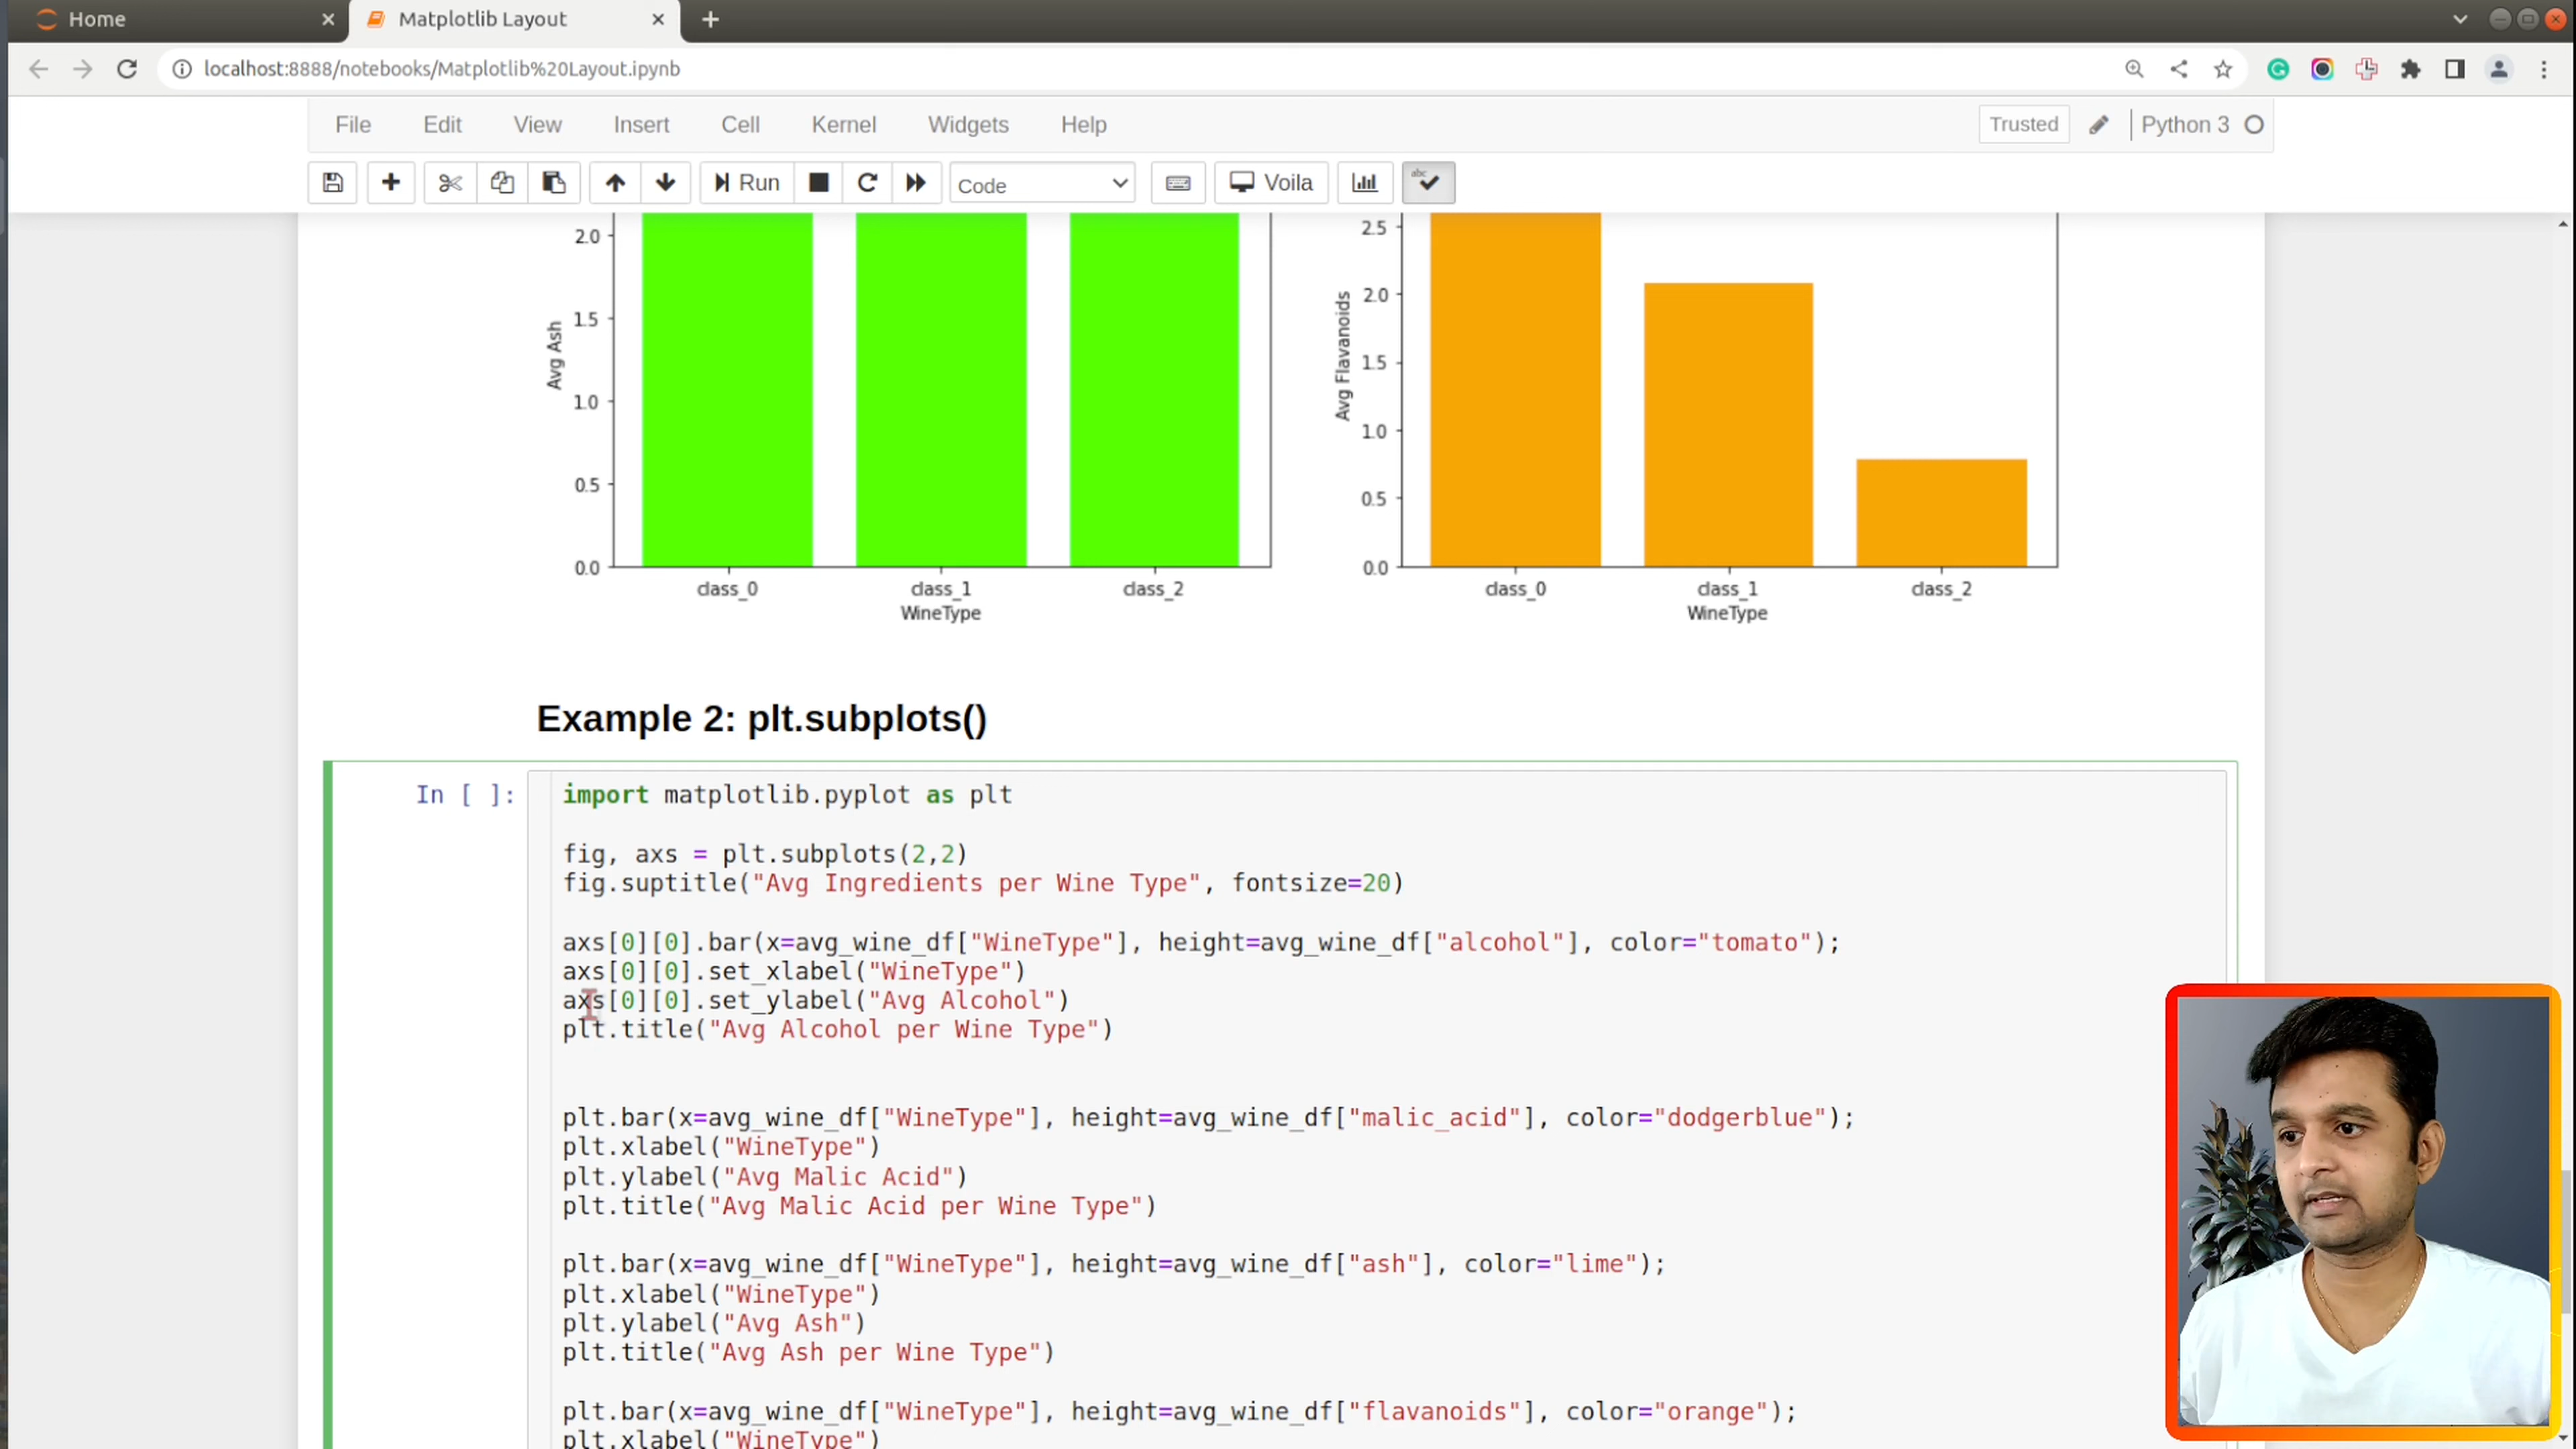 Home
Matplotlib Layout
localhost:8888/notebooks/Matplotlib%20Layout.ipynb
File Edit View Insert Cell Kernel Widgets Help Trusted Python 3
Run Code Voila abc
2.0
1.5
1.0
0.5
0.0
Avg Ash
class_0 class_1 class_2
WineType
2.5
2.0
1.5
1.0
0.5
0.0
Avg Flavanoids
class_0 class_1 class_2
WineType
Example 2: plt.subplots()
In [ ]:
import matplotlib.pyplot as plt
fig, axs = plt.subplots(2,2)
fig.suptitle("Avg Ingredients per Wine Type", fontsize=20)
axs[0][0].bar(x=avg_wine_df["WineType"], height=avg_wine_df["alcohol"], color="tomato");
axs[0][0].set_xlabel("WineType")
axs[0][0].set_ylabel("Avg Alcohol")
plt.title("Avg Alcohol per Wine Type")
plt.bar(x=avg_wine_df["WineType"], height=avg_wine_df["malic_acid"], color="dodgerblue");
plt.xlabel("WineType")
plt.ylabel("Avg Malic Acid")
plt.title("Avg Malic Acid per Wine Type")
plt.bar(x=avg_wine_df["WineType"], height=avg_wine_df["ash"], color="lime");
plt.xlabel("WineType")
plt.ylabel("Avg Ash")
plt.title("Avg Ash per Wine Type")
plt.bar(x=avg_wine_df["WineType"], height=avg_wine_df["flavanoids"], color="orange");
plt.xlabel("WineType")